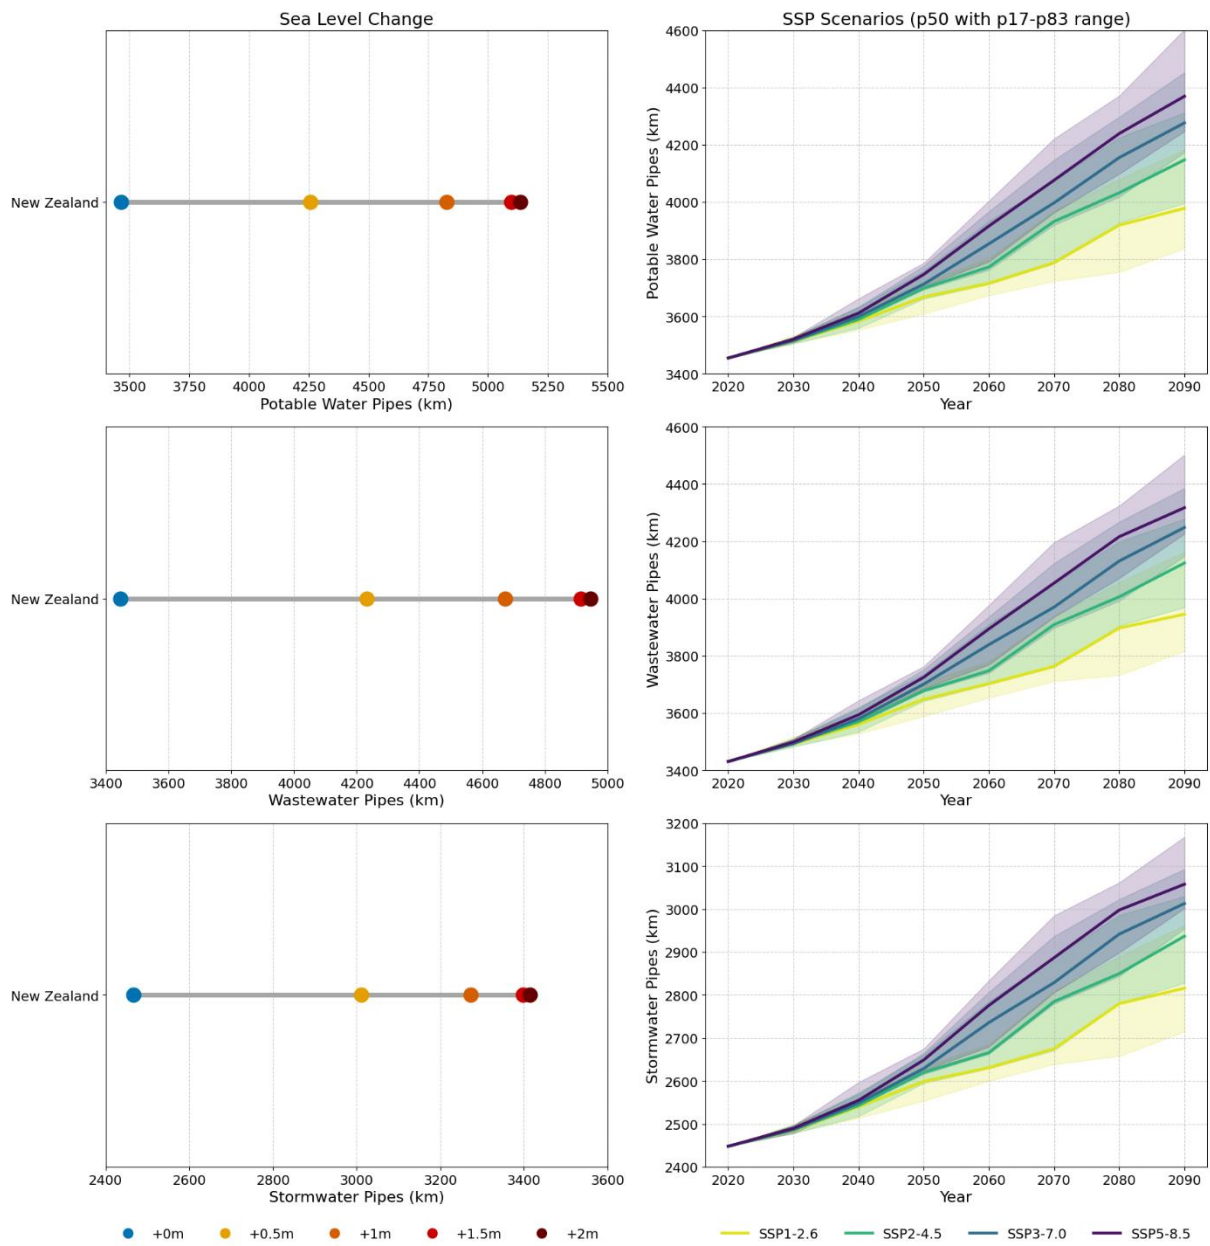 Sea Level Change
New Zealand
3500 3750 4000 4250 4500 4750 5000 5250 5500
Potable Water Pipes (km)
SSP Scenarios (p50 with p17-p83 range)
4600
4400
4200
4000
3800
3600
3400
Potable Water Pipes (km)
2020 2030 2040 2050 2060 2070 2080 2090
Year
New Zealand
3400 3600 3800 4000 4200 4400 4600 4800 5000
Wastewater Pipes (km)
4600
4400
4200
4000
3800
3600
3400
Wastewater Pipes (km)
2020 2030 2040 2050 2060 2070 2080 2090
Year
New Zealand
2400 2600 2800 3000 3200 3400 3600
Stormwater Pipes (km)
3200
3100
3000
2900
2800
2700
2600
2500
2400
Stormwater Pipes (km)
2020 2030 2040 2050 2060 2070 2080 2090
Year
+0m +0.5m +1m +1.5m +2m
SSP1-2.6 SSP2-4.5 SSP3-7.0 SSP5-8.5